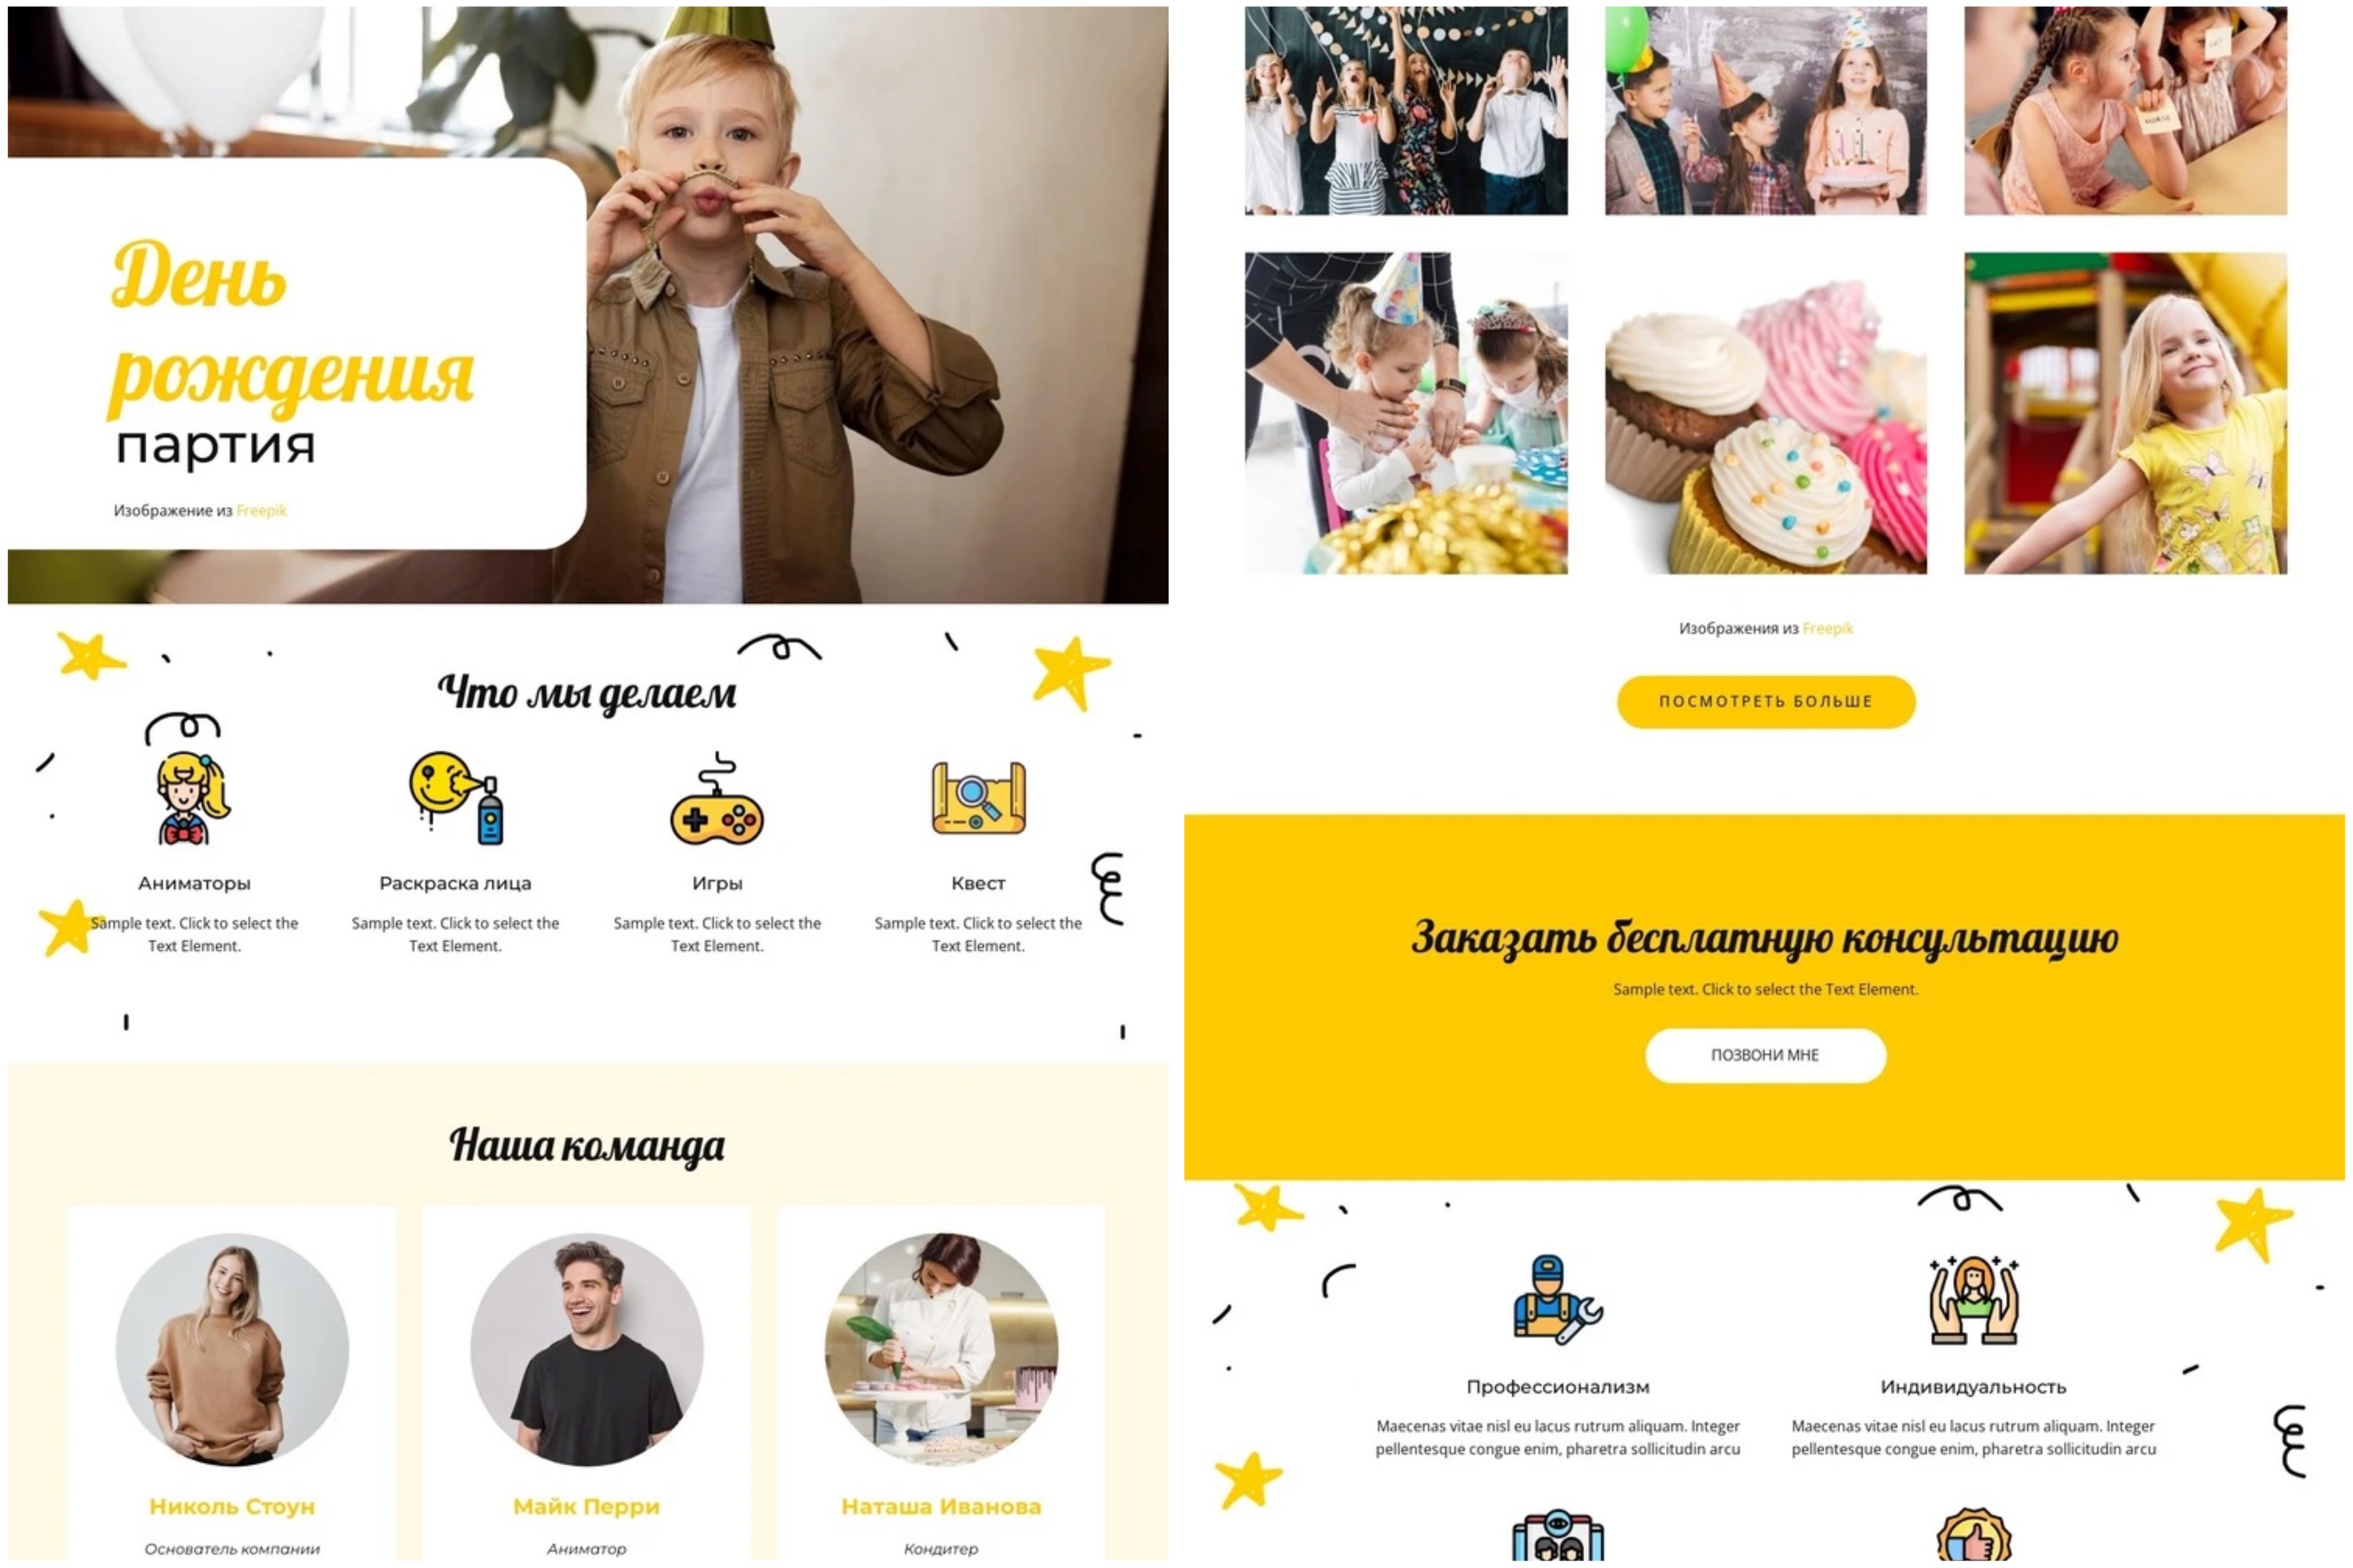 День
рождения
партия
Изображение из Freepik
Что мы делаем
Аниматоры
Sample text. Click to select the
Text Element.
Раскраска лица
Sample text. Click to select the
Text Element.
Игры
Sample text. Click to select the
Text Element.
Квест
Sample text. Click to select the
Text Element.
Наша команда
Николь Стоун
Основатель компании
Майк Перри
Аниматор
Наташа Иванова
Кондитер
Изображения из Freepik
ПОСМОТРЕТЬ БОЛЬШЕ
Заказать бесплатную консультацию
Sample text. Click to select the Text Element.
ПОЗВОНИ МНЕ
Профессионализм
Maecenas vitae nisl eu lacus rutrum aliquam. Integer
pellentesque congue enim, pharetra sollicitudin arcu
Индивидуальность
Maecenas vitae nisl eu lacus rutrum aliquam. Integer
pellentesque congue enim, pharetra sollicitudin arcu